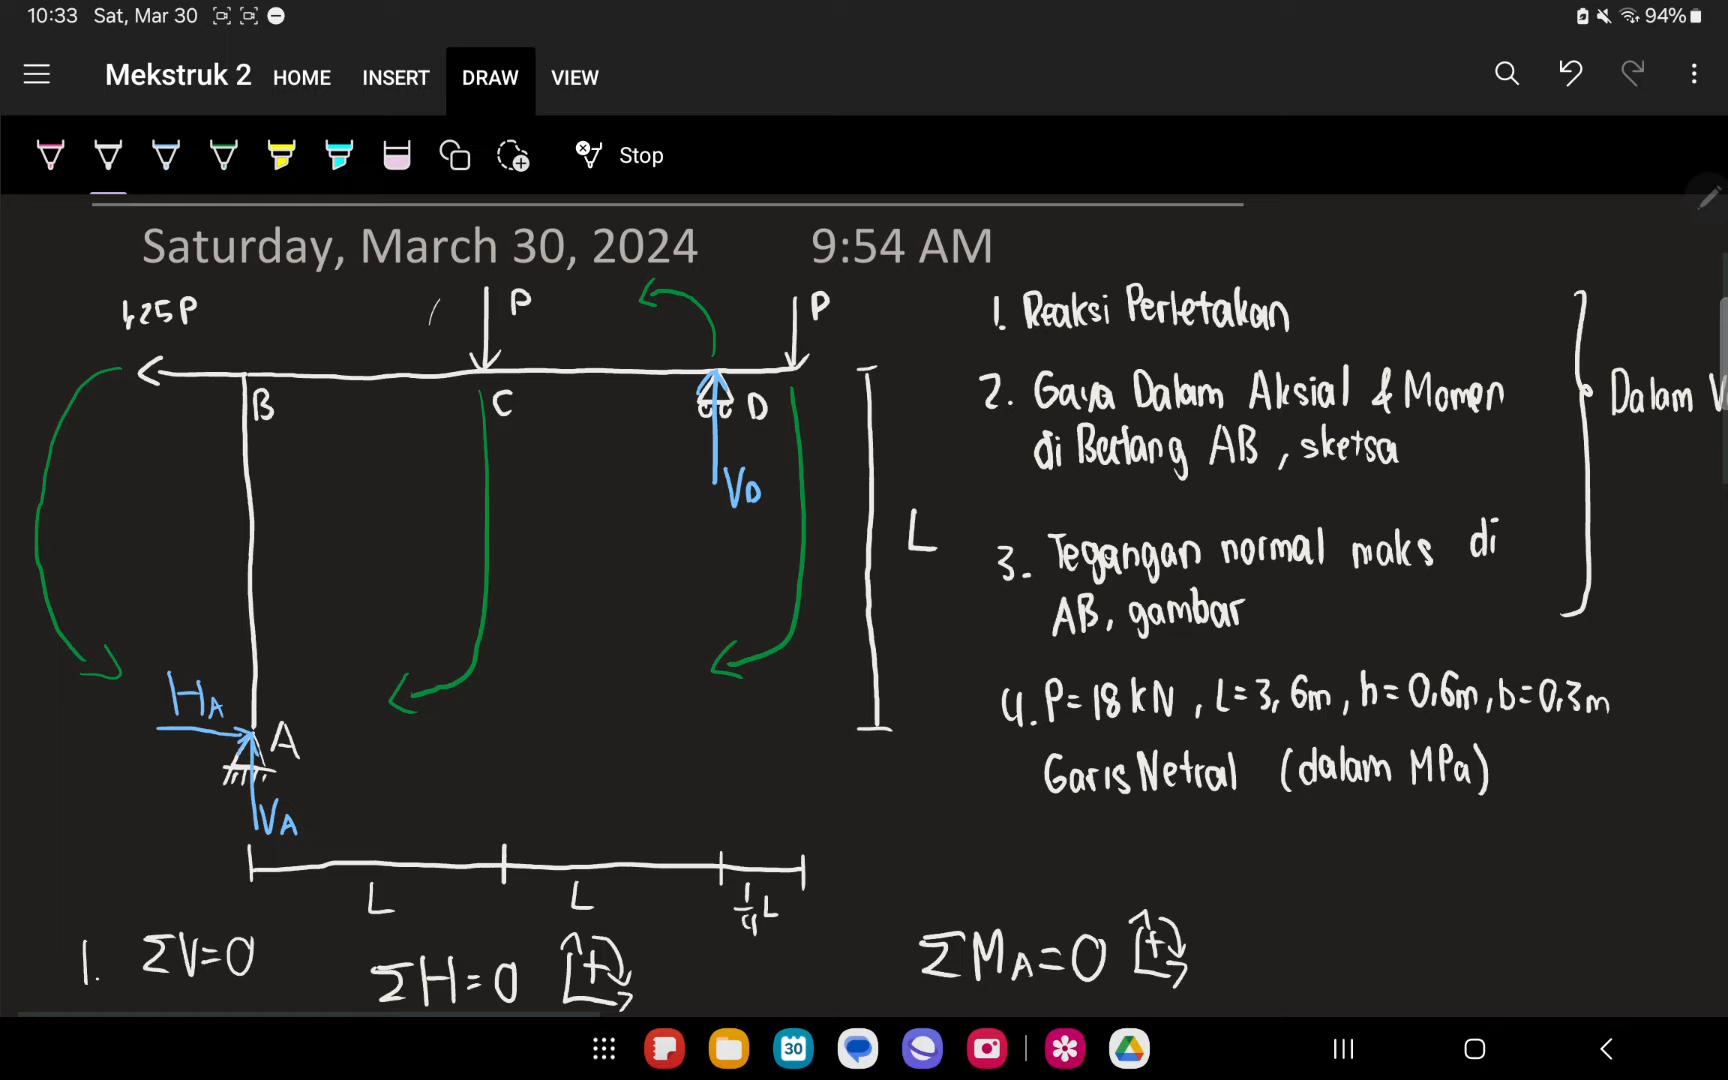 10:33 Sat, Mar 30
94%
Mekstruk 2 HOME INSERT DRAW VIEW
Stop
Saturday, March 30, 2024 9:54 AM
1,25P
P
P
B
C
D
VD
HA
A
VA
L
L
L
1/4 L
1. Reaksi Perletakan
2. Gaya Dalam Aksial & Momen
di Bentang AB, sketsa
3. Tegangan normal maks di
AB, gambar
Dalam
4. P = 18 kN, L = 3,6m, h = 0,6m, b = 0,3m
Garis Netral (dalam MPa)
1. ΣV=0
ΣH=0 +
ΣMA=0 +
30